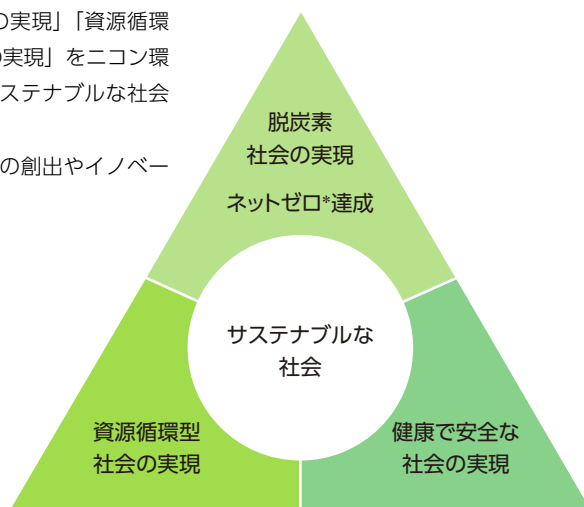 の実現」「資源循環
の実現」をニコン環
ステナブルな社会
の創出やイノベー
脱炭素
社会の実現
ネットゼロ*達成
サステナブルな
社会
資源循環型
社会の実現
健康で安全な
社会の実現